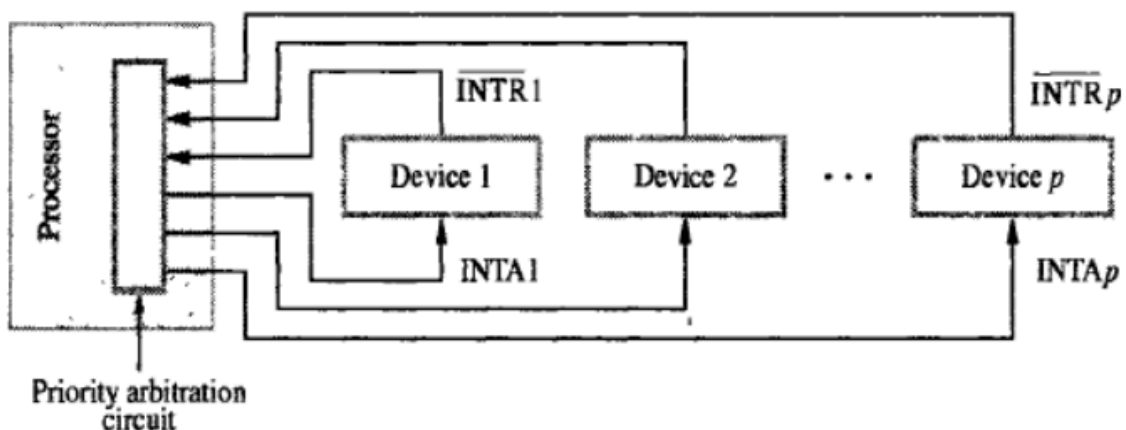 Processor
INTR1
INTRp
Device 1
Device 2
• • •
Device p
INTA1
INTAp
Priority arbitration
circuit